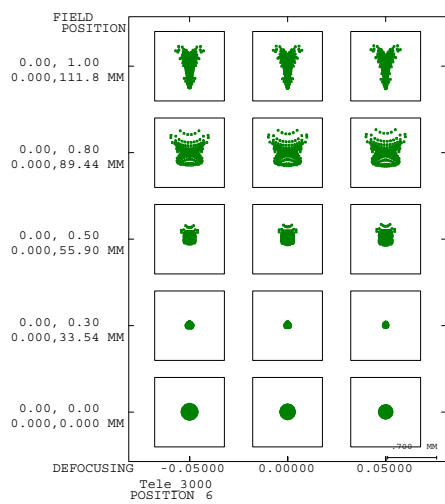 FIELD
POSITION
0.00, 1.00
0.000,111.8 MM
0.00, 0.80
0.000,89.44 MM
0.00, 0.50
0.000,55.90 MM
0.00, 0.30
0.000,33.54 MM
0.00, 0.00
0.000,0.000 MM
.700 MM
DEFOCUSING -0.05000 0.00000 0.05000
Tele 3000
POSITION 6